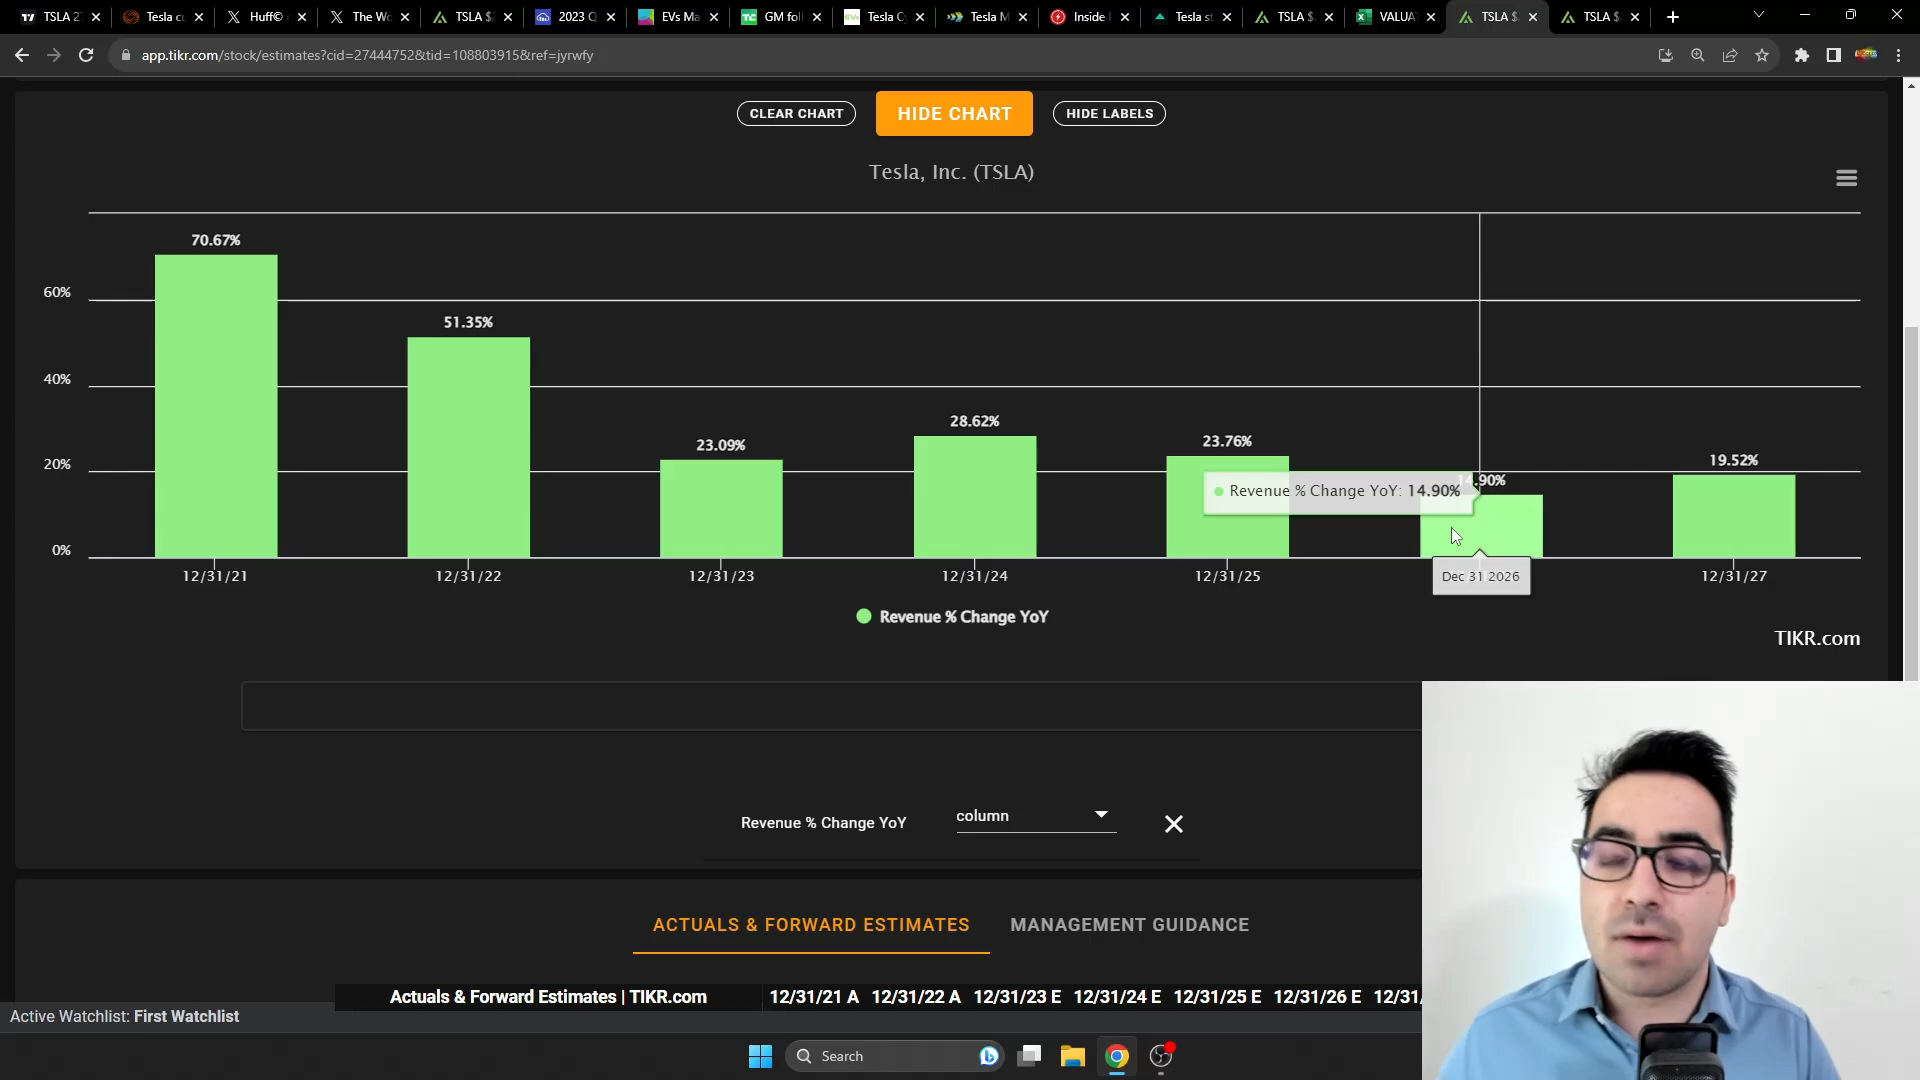 TSLA 2
Tesla cu
Huff©
The Wo
TSLA $
2023 Q
EVs Ma
GM fol
Tesla Cy
Tesla M
Inside
Tesla st
TSLA $
VALUA
TSLA $
TSLA $
app.tikr.com/stock/estimates?cid=27444752&tid=108803915&ref=jyrwfy
CLEAR CHART HIDE CHART HIDE LABELS
Tesla, Inc. (TSLA)
70.67%
60%
51.35%
40%
28.62%
23.09%
23.76%
19.52%
20%
Revenue % Change YoY: 14.90%
0%
12/31/21 12/31/22 12/31/23 12/31/24 12/31/25 Dec 31 2026 12/31/27
Revenue % Change YoY
TIKR.com
Revenue % Change YoY column
ACTUALS & FORWARD ESTIMATES MANAGEMENT GUIDANCE
Actuals & Forward Estimates | TIKR.com 12/31/21 A 12/31/22 A 12/31/23 E 12/31/24 E 12/31/25 E 12/31/26 E 12/31/
Active Watchlist: First Watchlist
Search